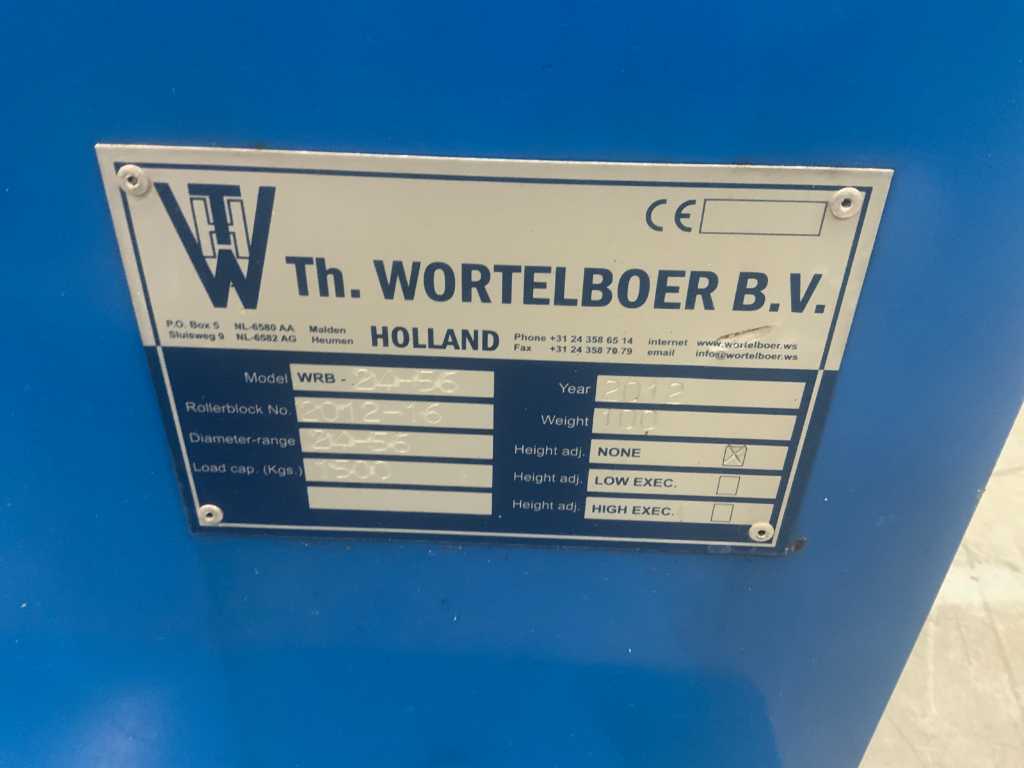 THW
CE
Th. WORTELBOER B.V.
P.O. Box 5 NL-6580 AA Malden
Sluisweg 9 NL-6582 AG Heumen
HOLLAND
Phone +31 24 358 65 14 internet www.wortelboer.ws
Fax +31 24 358 70 79 email info@wortelboer.ws
Model WRB - 24-56
Rollerblock No. 2012-16
Diameter-range 24-56
Load cap. (Kgs.) 1500
Year 2012
Weight 100
Height adj. NONE
Height adj. LOW EXEC.
Height adj. HIGH EXEC.